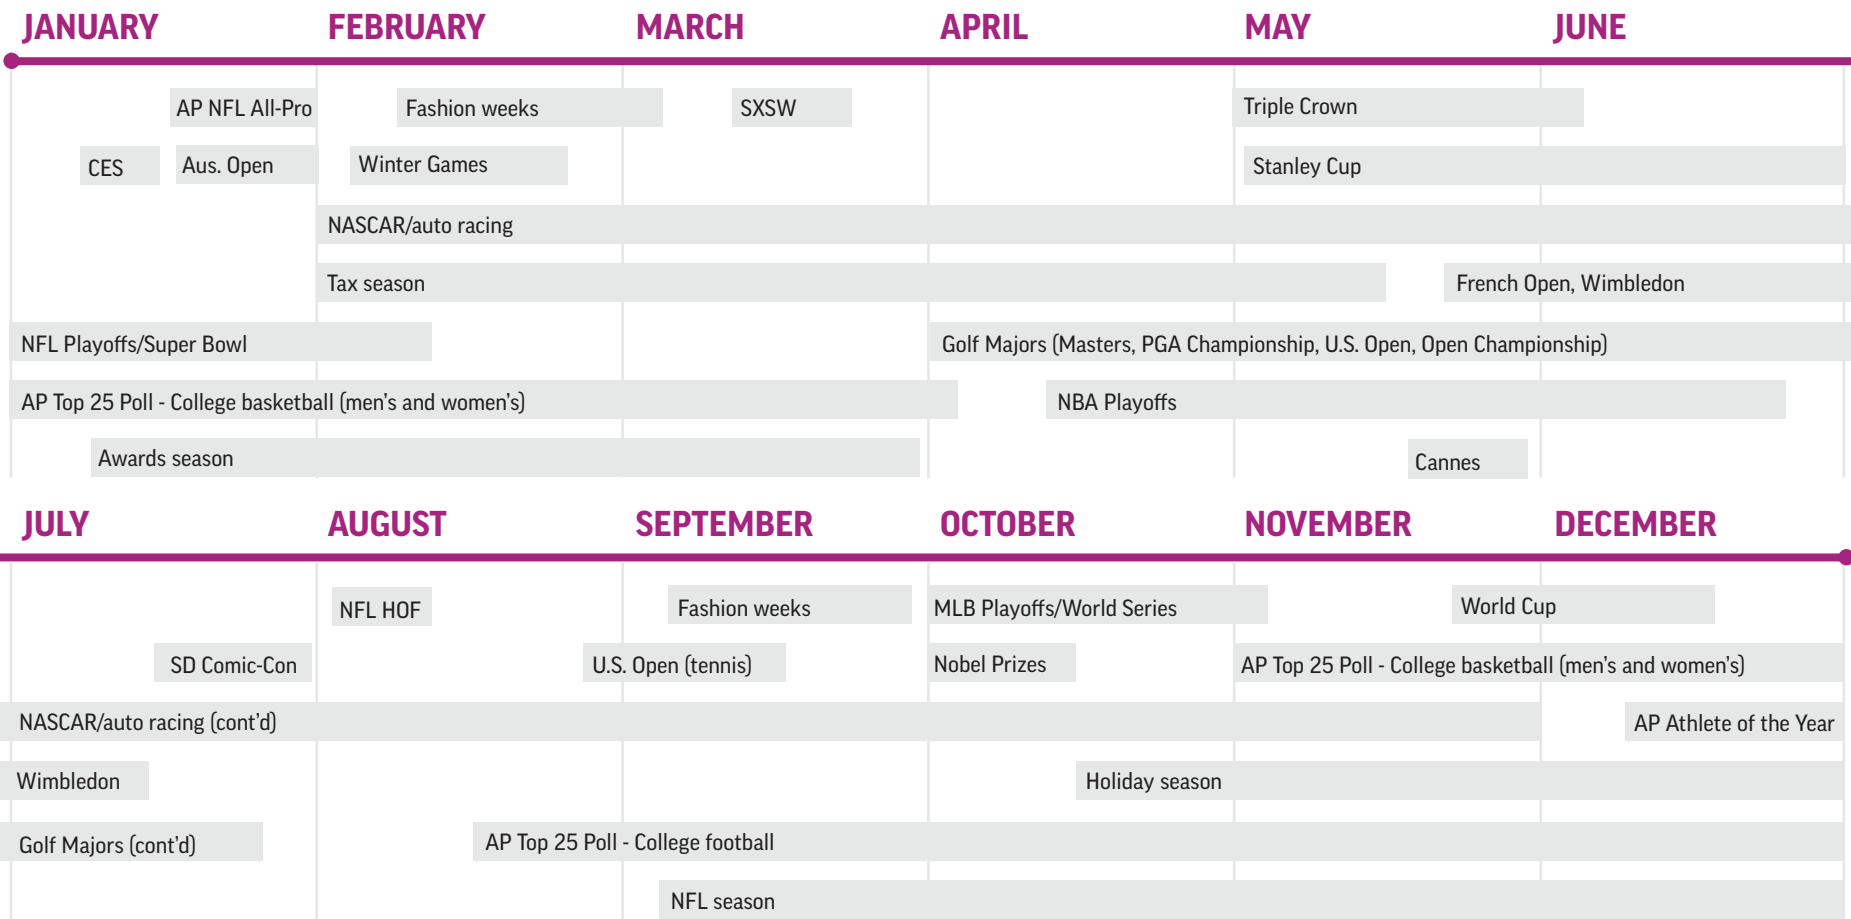 JANUARY FEBRUARY MARCH APRIL MAY JUNE
AP NFL All-Pro Fashion weeks SXSW Triple Crown
CES Aus. Open Winter Games Stanley Cup
NASCAR/auto racing
Tax season French Open, Wimbledon
NFL Playoffs/Super Bowl Golf Majors (Masters, PGA Championship, U.S. Open, Open Championship)
AP Top 25 Poll - College basketball (men’s and women’s) NBA Playoffs
Awards season Cannes
JULY AUGUST SEPTEMBER OCTOBER NOVEMBER DECEMBER
NFL HOF Fashion weeks MLB Playoffs/World Series World Cup
SD Comic-Con U.S. Open (tennis) Nobel Prizes AP Top 25 Poll - College basketball (men’s and women’s)
NASCAR/auto racing (cont’d) AP Athlete of the Year
Wimbledon Holiday season
Golf Majors (cont’d) AP Top 25 Poll - College football
NFL season